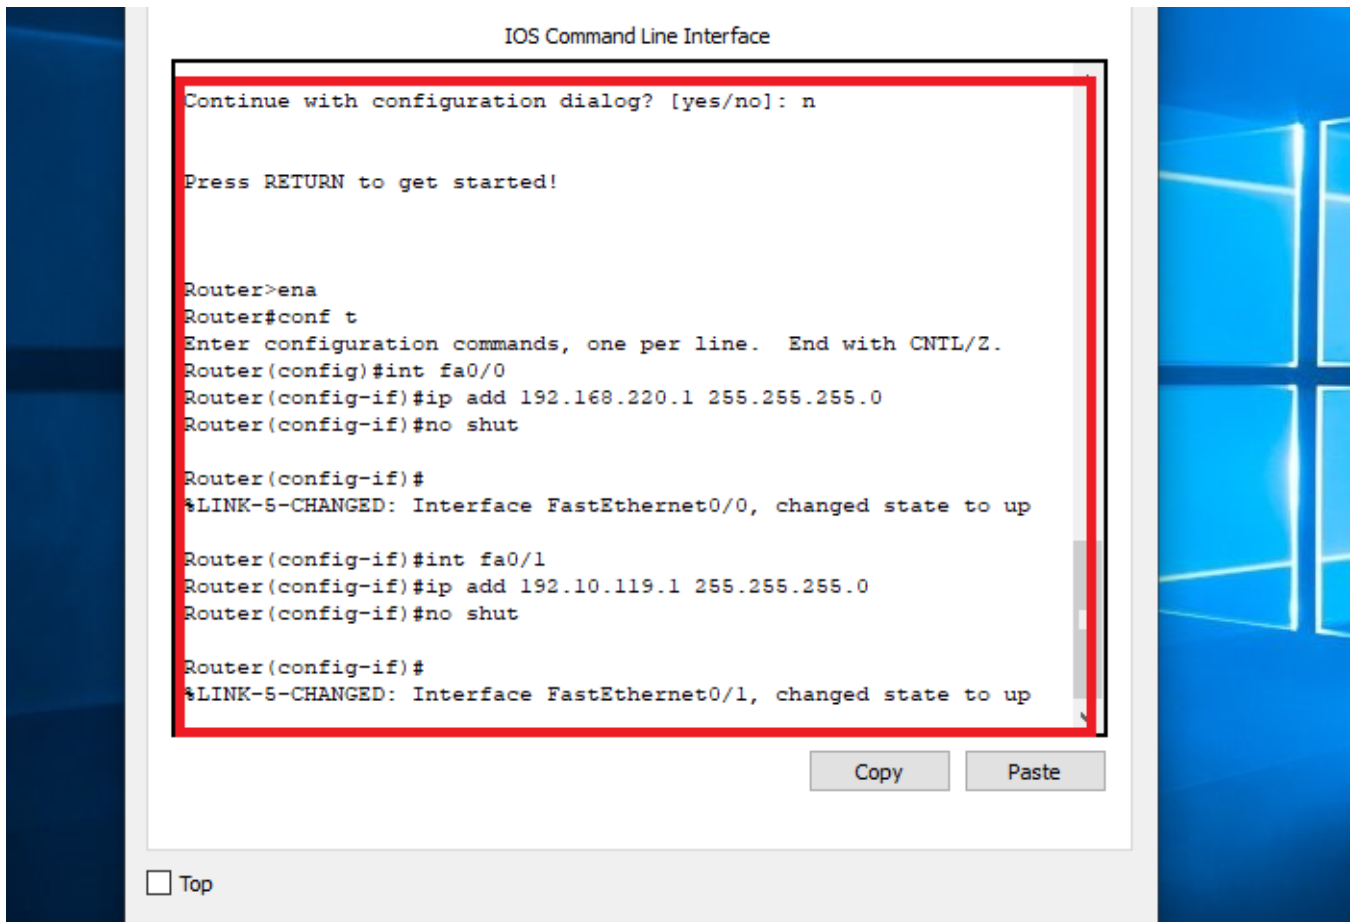 IOS Command Line Interface
Continue with configuration dialog? [yes/no]: n
Press RETURN to get started!
Router>ena
Router#conf t
Enter configuration commands, one per line.  End with CNTL/Z.
Router(config)#int fa0/0
Router(config-if)#ip add 192.168.220.1 255.255.255.0
Router(config-if)#no shut
Router(config-if)#
%LINK-5-CHANGED: Interface FastEthernet0/0, changed state to up
Router(config-if)#int fa0/1
Router(config-if)#ip add 192.10.119.1 255.255.255.0
Router(config-if)#no shut
Router(config-if)#
%LINK-5-CHANGED: Interface FastEthernet0/1, changed state to up
Copy Paste
Top